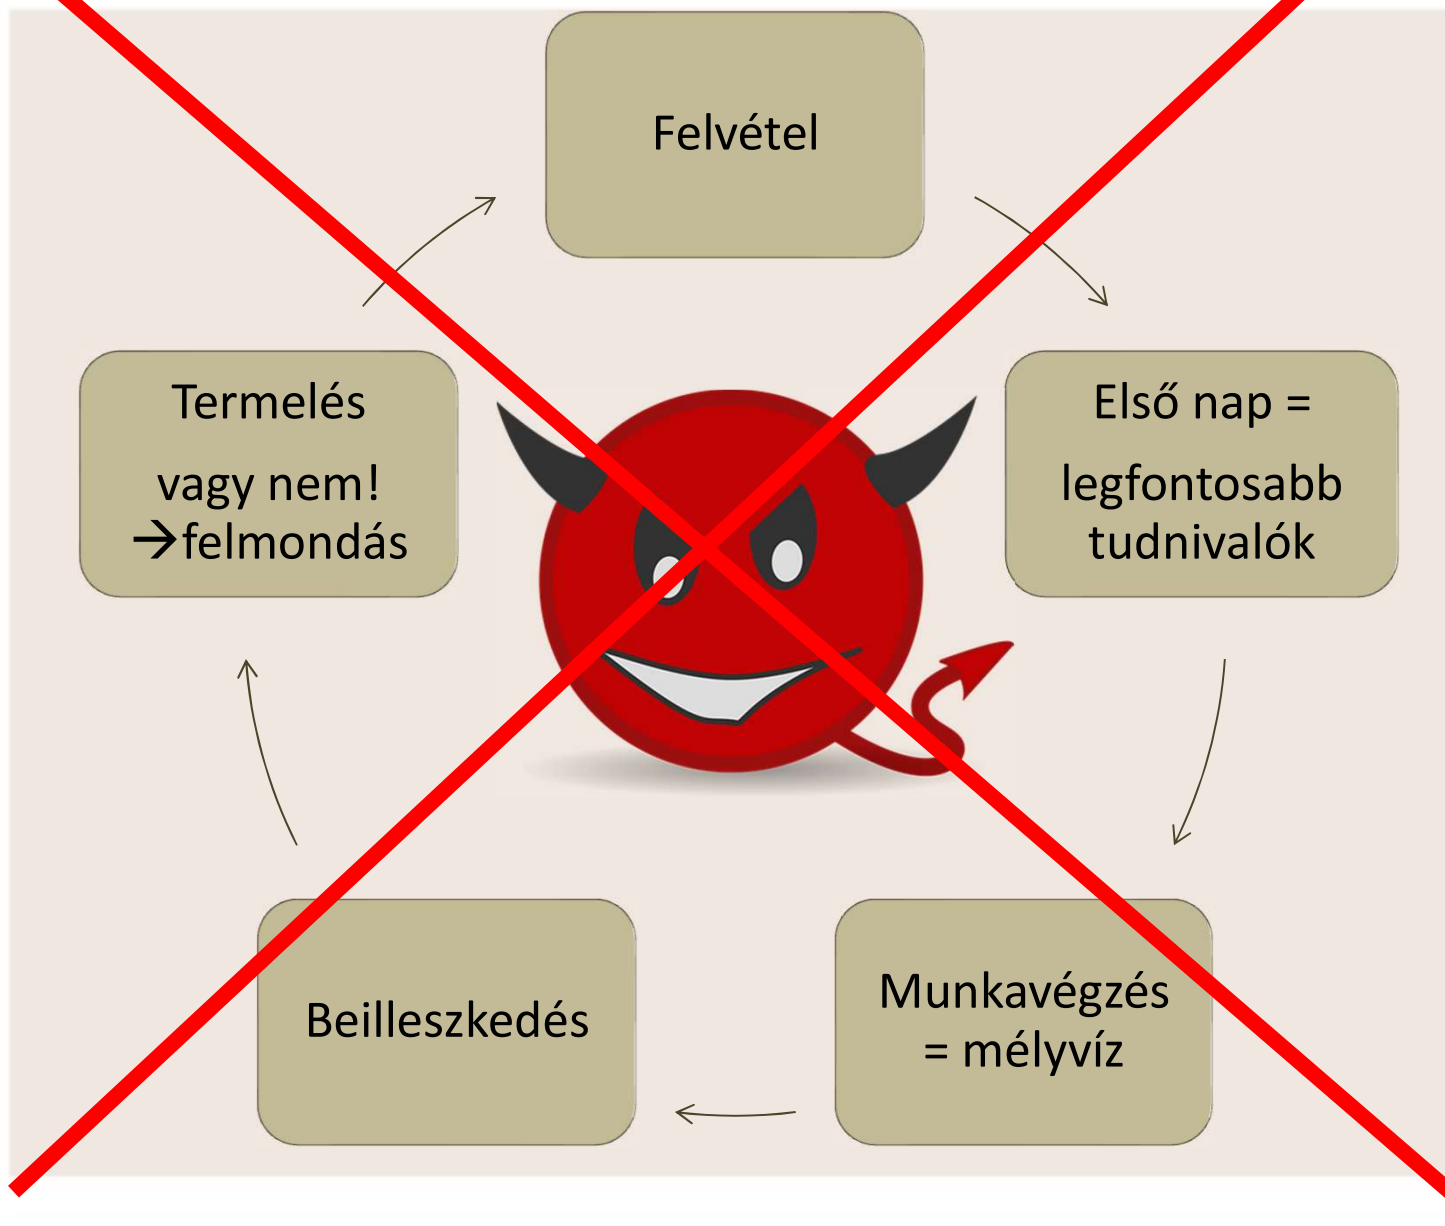 Felvétel
Első nap =
legfontosabb
tudnivalók
Munkavégzés
= mélyvíz
Beilleszkedés
Termelés
vagy nem!
→felmondás